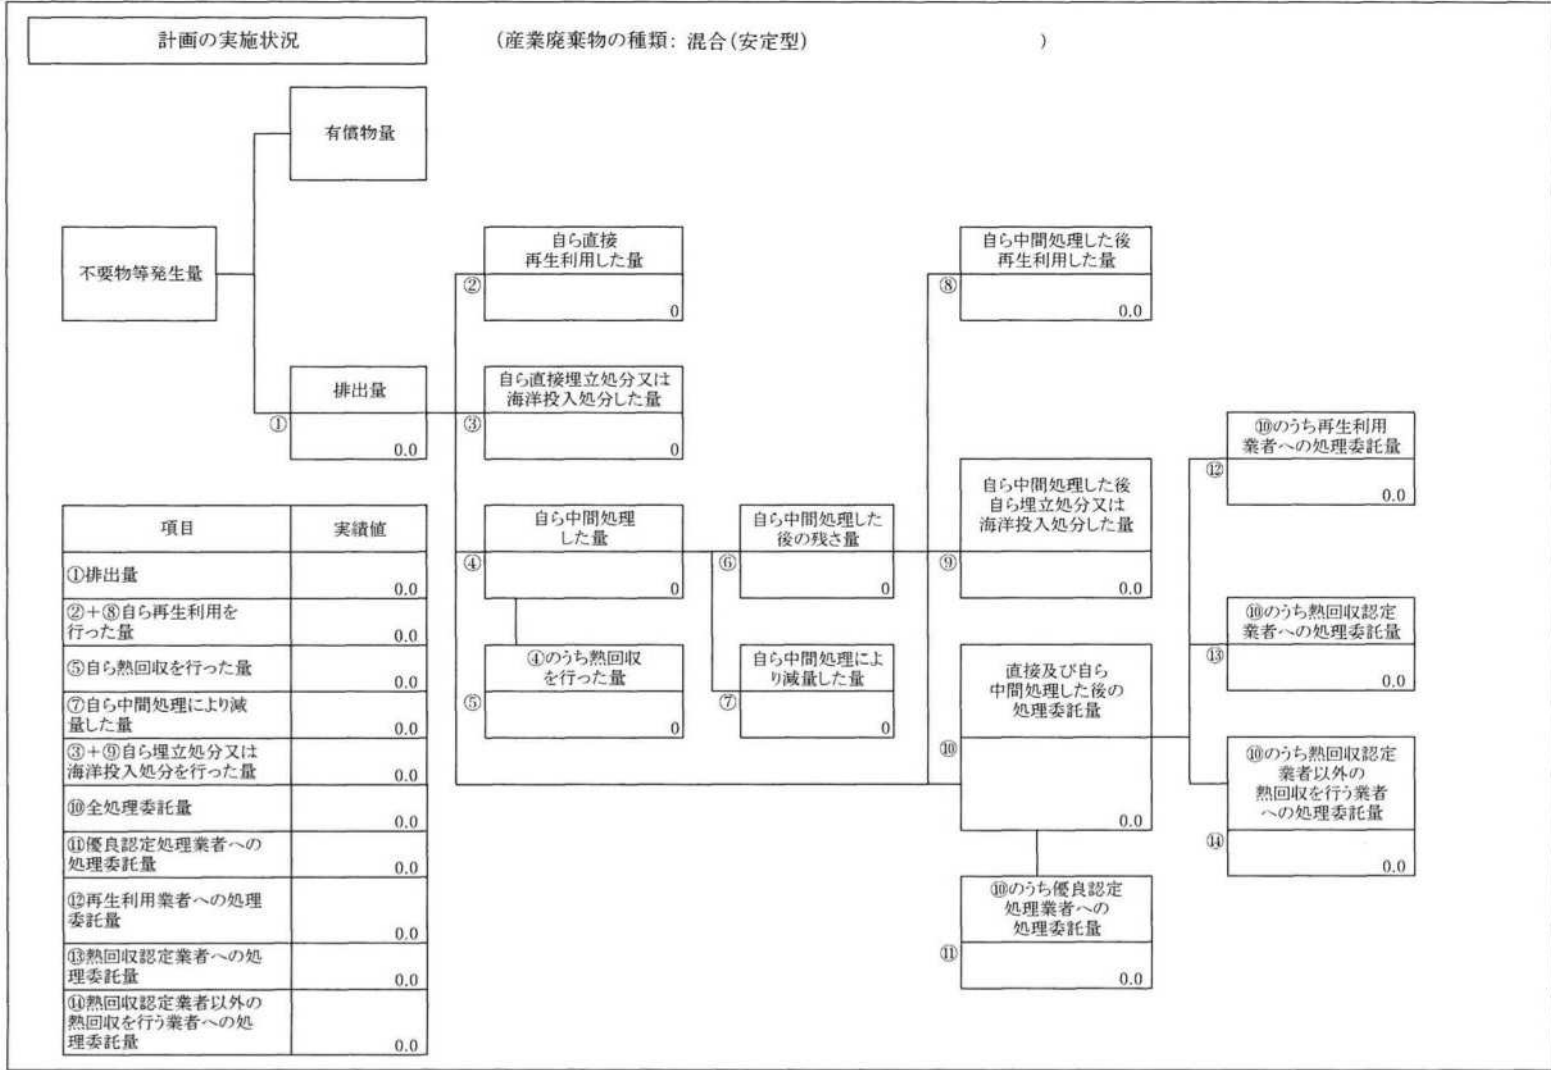 計画の実施状況
(産業廃棄物の種類: 混合(安定型) )
有償物量
不要物等発生量
排出量
①
0.0
自ら直接
再生利用した量
②
0
自ら直接埋立処分又は
海洋投入処分した量
③
0
自ら中間処理
した量
④
0
④のうち熱回収
を行った量
⑤
0
自ら中間処理した
後の残さ量
⑥
0
自ら中間処理によ
り減量した量
⑦
0
自ら中間処理した後
再生利用した量
⑧
0.0
自ら中間処理した後
自ら埋立処分又は
海洋投入処分した量
⑨
0.0
直接及び自ら
中間処理した後の
処理委託量
⑩
0.0
⑩のうち優良認定
処理業者への
処理委託量
⑪
0.0
⑩のうち再生利用
業者への処理委託量
⑫
0.0
⑩のうち熱回収認定
業者への処理委託量
⑬
0.0
⑩のうち熱回収認定
業者以外の
熱回収を行う業者
への処理委託量
⑭
0.0
項目 実績値
①排出量
0.0
②+⑧自ら再生利用を
行った量 0.0
⑤自ら熱回収を行った量
0.0
⑦自ら中間処理により減
量した量 0.0
③+⑨自ら埋立処分又は
海洋投入処分を行った量 0.0
⑩全処理委託量
0.0
⑪優良認定処理業者への
処理委託量 0.0
⑫再生利用業者への処理
委託量
0.0
⑬熱回収認定業者への処
理委託量 0.0
⑭熱回収認定業者以外の
熱回収を行う業者への処
理委託量 0.0